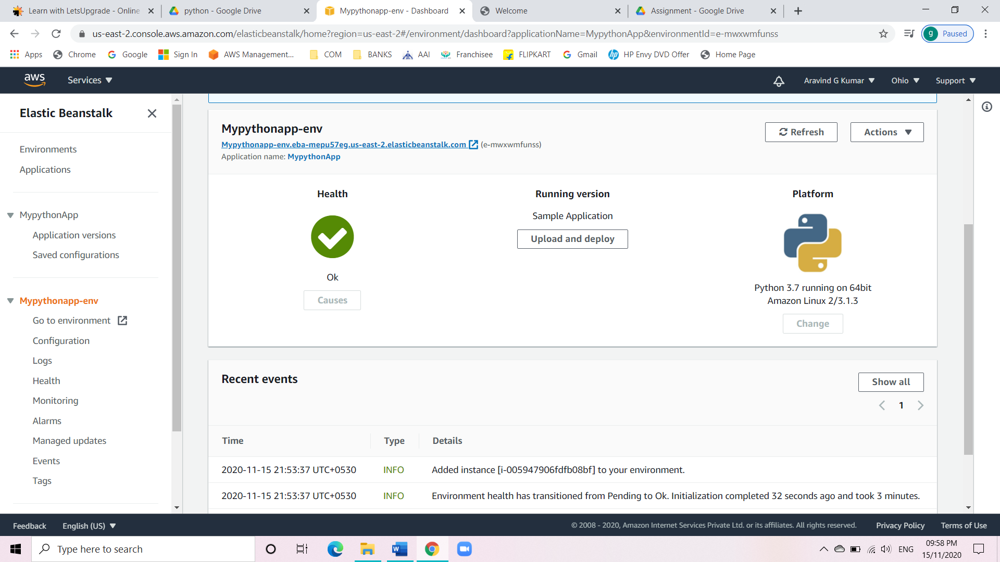 Learn with LetsUpgrade - Online
python - Google Drive
Mypythonapp-env - Dashboard
Welcome
Assignment - Google Drive
us-east-2.console.aws.amazon.com/elasticbeanstalk/home?region=us-east-2#/environment/dashboard?applicationName=MypythonApp&environmentId=e-mwxwmfunss
g Paused
Apps
Chrome
Google
Sign In
AWS Management...
COM
BANKS
AAI
Franchisee
FLIPKART
Gmail
HP Envy DVD Offer
Home Page
aws
Services
Aravind G Kumar
Ohio
Support
Elastic Beanstalk
Environments
Applications
MypythonApp
Application versions
Saved configurations
Mypythonapp-env
Go to environment
Configuration
Logs
Health
Monitoring
Alarms
Managed updates
Events
Tags
Mypythonapp-env
Mypythonapp-env.eba-mepu57eg.us-east-2.elasticbeanstalk.com (e-mwxwmfunss)
Application name: MypythonApp
Refresh
Actions
Health
Ok
Causes
Running version
Sample Application
Upload and deploy
Platform
Python 3.7 running on 64bit
Amazon Linux 2/3.1.3
Change
Recent events
Show all
1
Time Type Details
2020-11-15 21:53:37 UTC+0530 INFO Added instance [i-005947906fdfb08bf] to your environment.
2020-11-15 21:53:37 UTC+0530 INFO Environment health has transitioned from Pending to Ok. Initialization completed 32 seconds ago and took 3 minutes.
Feedback
English (US)
© 2008 - 2020, Amazon Internet Services Private Ltd. or its affiliates. All rights reserved.
Privacy Policy
Terms of Use
Type here to search
ENG
09:58 PM
15/11/2020